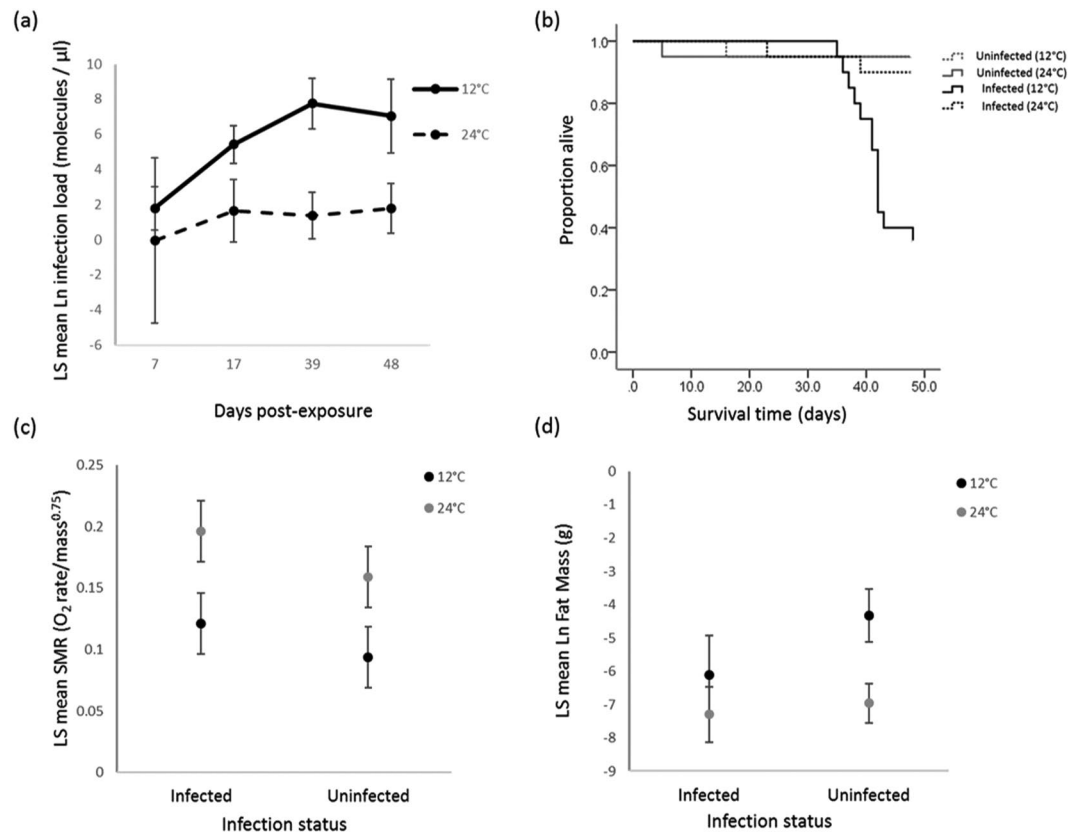 (a)
LS mean Ln infection load (molecules / µl)
10
8
6
4
2
0
-2
-4
-6
7 17 39 48
Days post-exposure
12°C
24°C
(b)
Proportion alive
1.0
0.8
0.6
0.4
0.2
0.0
.0 10.0 20.0 30.0 40.0 50.0
Survival time (days)
Uninfected (12°C)
Uninfected (24°C)
Infected (12°C)
Infected (24°C)
(c)
LS mean SMR (O₂ rate/mass⁰·⁷⁵)
0.25
0.2
0.15
0.1
0.05
0
Infected Uninfected
Infection status
12°C
24°C
(d)
LS mean Ln Fat Mass (g)
0
-1
-2
-3
-4
-5
-6
-7
-8
-9
Infected Uninfected
Infection status
12°C
24°C